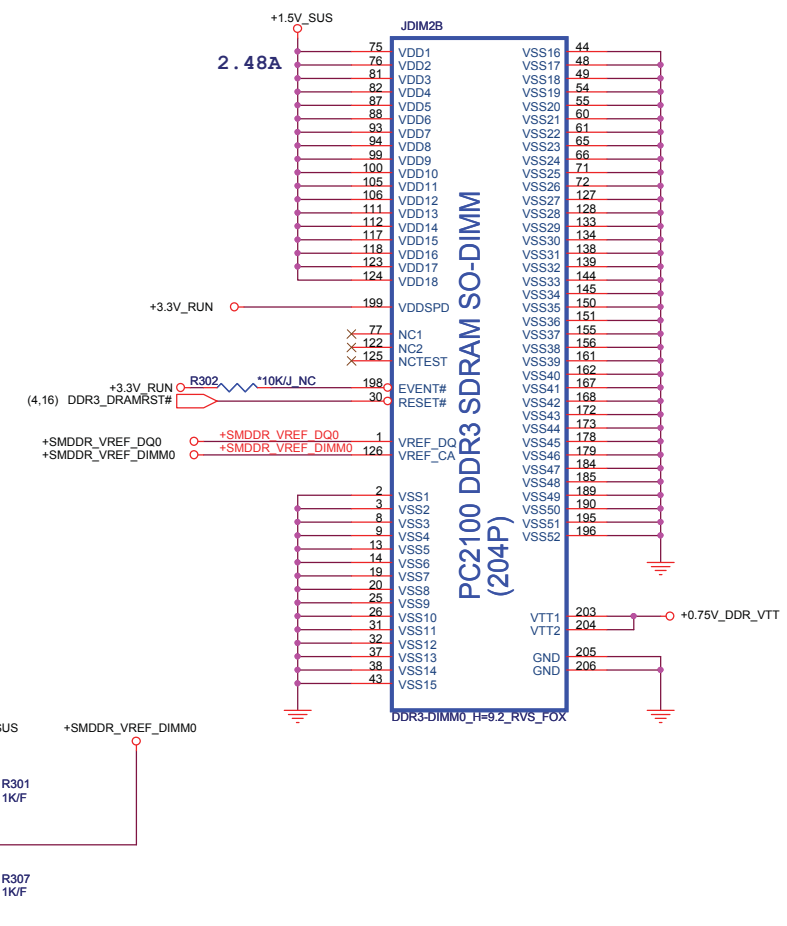 +1.5V_SUS
JDIM2B
2.48A
75 VDD1 VSS16 44
76 VDD2 VSS17 48
81 VDD3 VSS18 49
82 VDD4 VSS19 54
87 VDD5 VSS20 55
88 VDD6 VSS21 60
93 VDD7 VSS22 61
94 VDD8 VSS23 65
99 VDD9 VSS24 66
100 VDD10 VSS25 71
105 VDD11 VSS26 72
106 VDD12 VSS27 127
111 VDD13 VSS28 128
112 VDD14 VSS29 133
117 VDD15 VSS30 134
118 VDD16 VSS31 138
123 VDD17 VSS32 139
124 VDD18 VSS33 144
VSS34 145
+3.3V_RUN 199 VDDSPD VSS35 150
VSS36 151
77 NC1 VSS37 155
122 NC2 VSS38 156
125 NCTEST VSS39 161
VSS40 162
+3.3V_RUN R302 *10K/J_NC 198 EVENT# VSS41 167
(4,16) DDR3_DRAMRST# 30 RESET# VSS42 168
VSS43 172
VSS44 173
+SMDDR_VREF_DQ0 +SMDDR_VREF_DQ0 1 VREF_DQ VSS45 178
+SMDDR_VREF_DIMM0 +SMDDR_VREF_DIMM0 126 VREF_CA VSS46 179
VSS47 184
VSS48 185
2 VSS1 VSS49 189
3 VSS2 VSS50 190
8 VSS3 VSS51 195
9 VSS4 VSS52 196
13 VSS5
14 VSS6
19 VSS7
20 VSS8
25 VSS9
26 VSS10 VTT1 203 +0.75V_DDR_VTT
31 VSS11 VTT2 204
32 VSS12
37 VSS13 GND 205
38 VSS14 GND 206
43 VSS15
PC2100 DDR3 SDRAM SO-DIMM
(204P)
DDR3-DIMM0_H=9.2_RVS_FOX
SUS +SMDDR_VREF_DIMM0
R301
1K/F
R307
1K/F